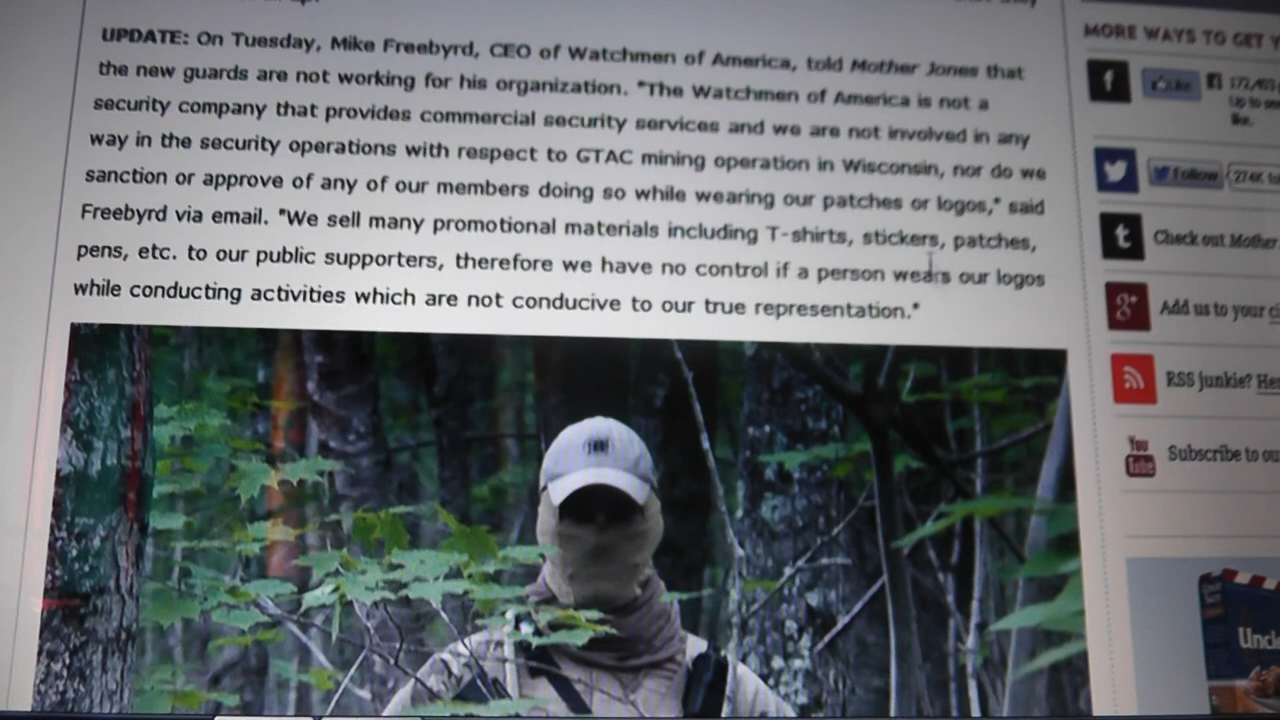 UPDATE: On Tuesday, Mike Freebyrd, CEO of Watchmen of America, told Mother Jones that
the new guards are not working for his organization. "The Watchmen of America is not a
security company that provides commercial security services and we are not involved in any
way in the security operations with respect to GTAC mining operation in Wisconsin, nor do we
sanction or approve of any of our members doing so while wearing our patches or logos," said
Freebyrd via email. "We sell many promotional materials including T-shirts, stickers, patches,
pens, etc. to our public supporters, therefore we have no control if a person wears our logos
while conducting activities which are not conducive to our true representation."
MORE WAYS TO GET
f Like
Follow
t Check out Mother
g+ Add us to your
RSS junkie?
You Tube Subscribe to
Uncl